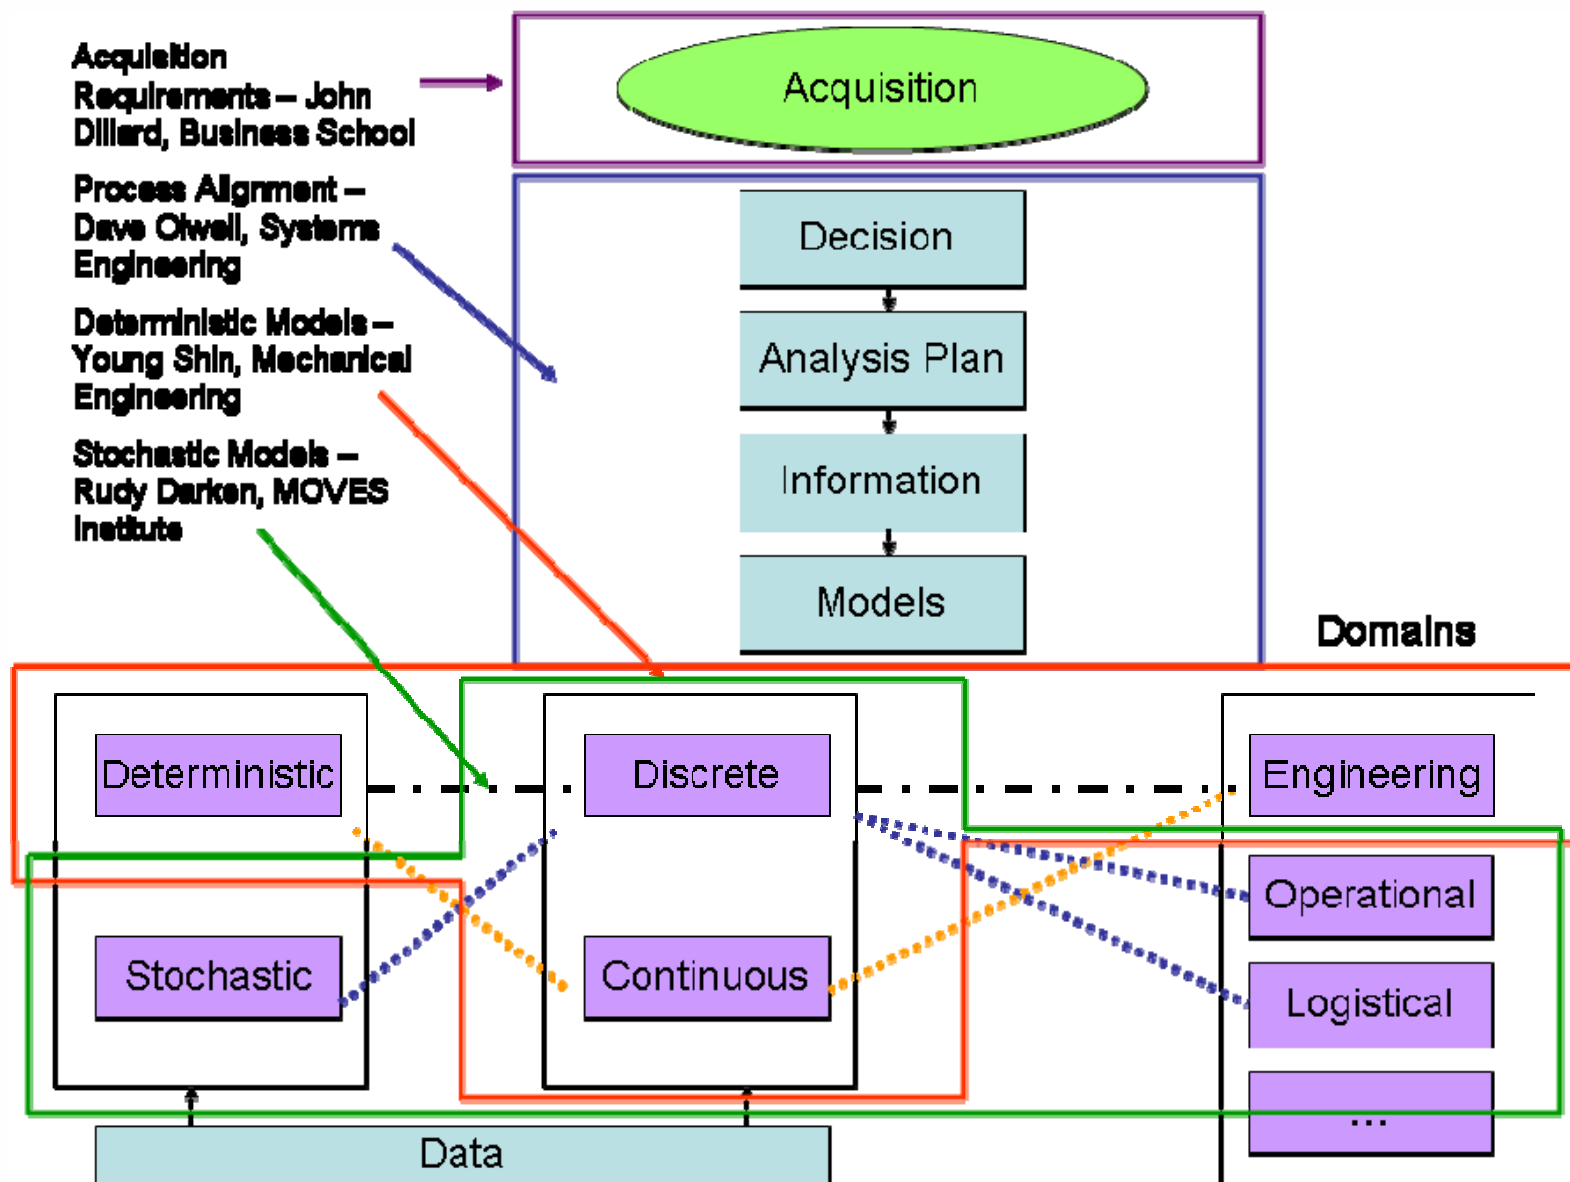 Acquisition
Requirements – John
Dillard, Business School
Process Alignment –
Dave Olwell, Systems
Engineering
Deterministic Models –
Young Shin, Mechanical
Engineering
Stochastic Models –
Rudy Darken, MOVES
Institute
Acquisition
Decision
Analysis Plan
Information
Models
Domains
Deterministic
Discrete
Engineering
Operational
Stochastic
Continuous
Logistical
...
Data